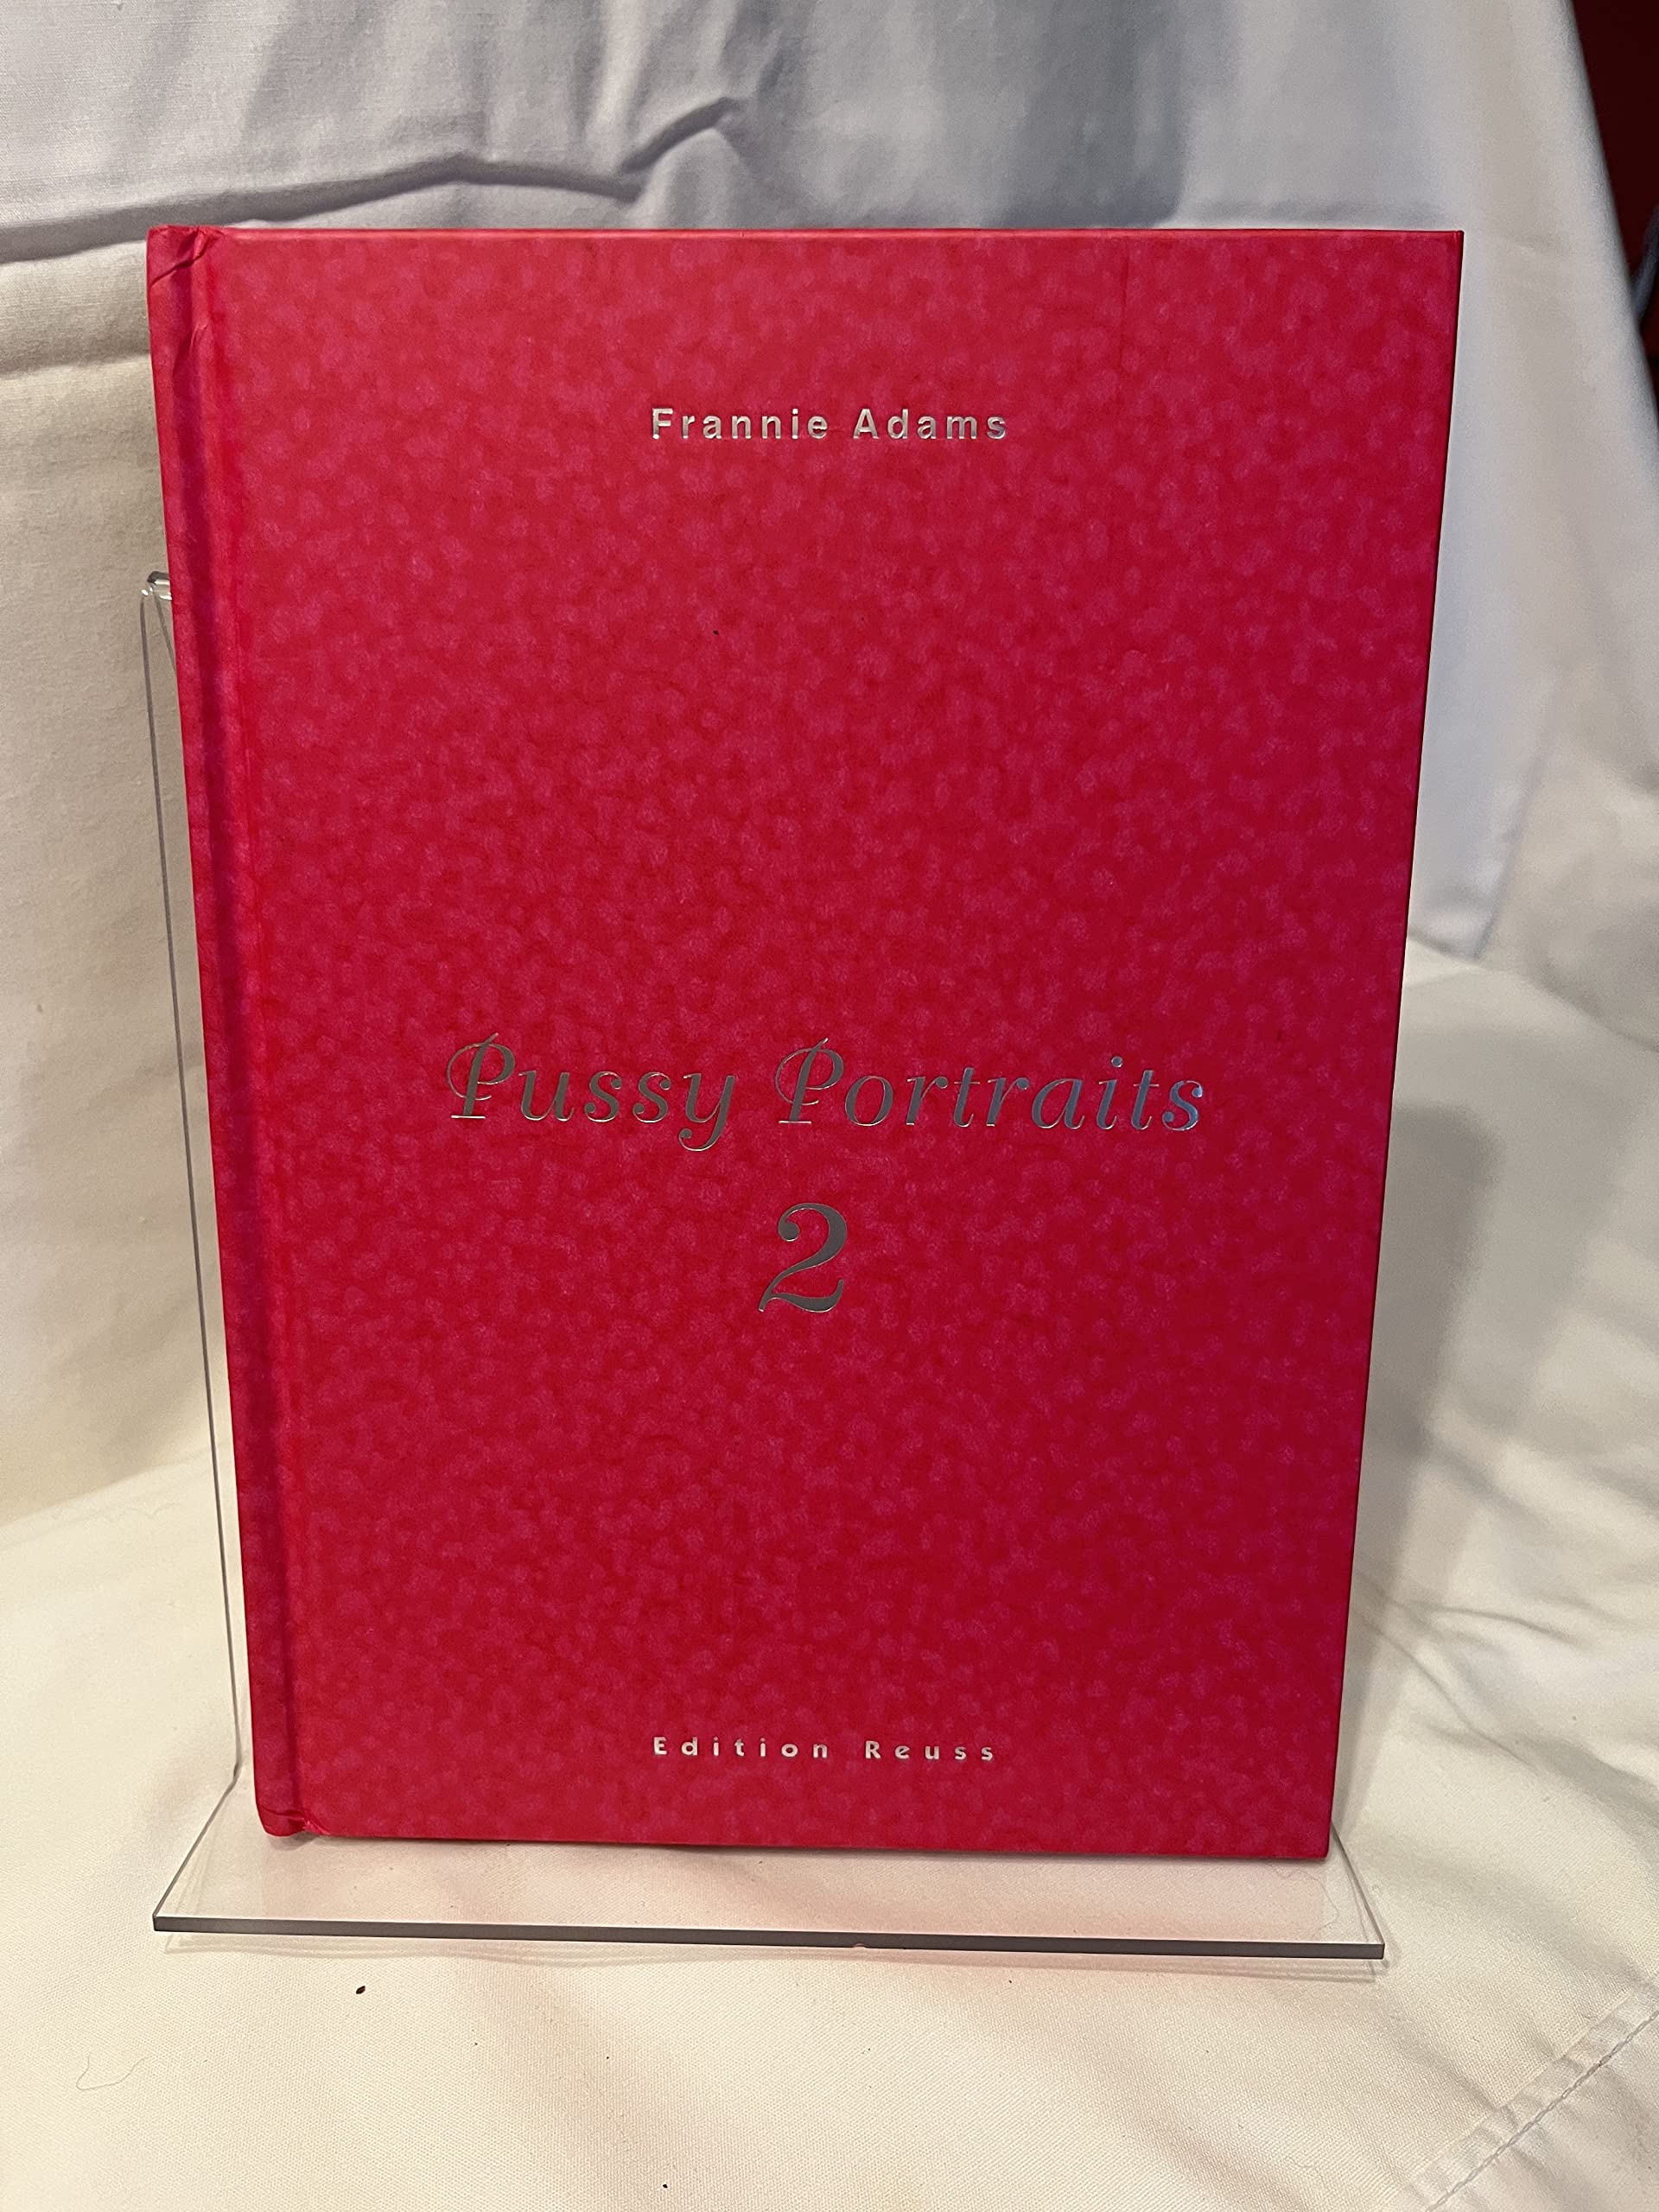 Frannie Adams
Pussy Portraits
2
Edition Reuss